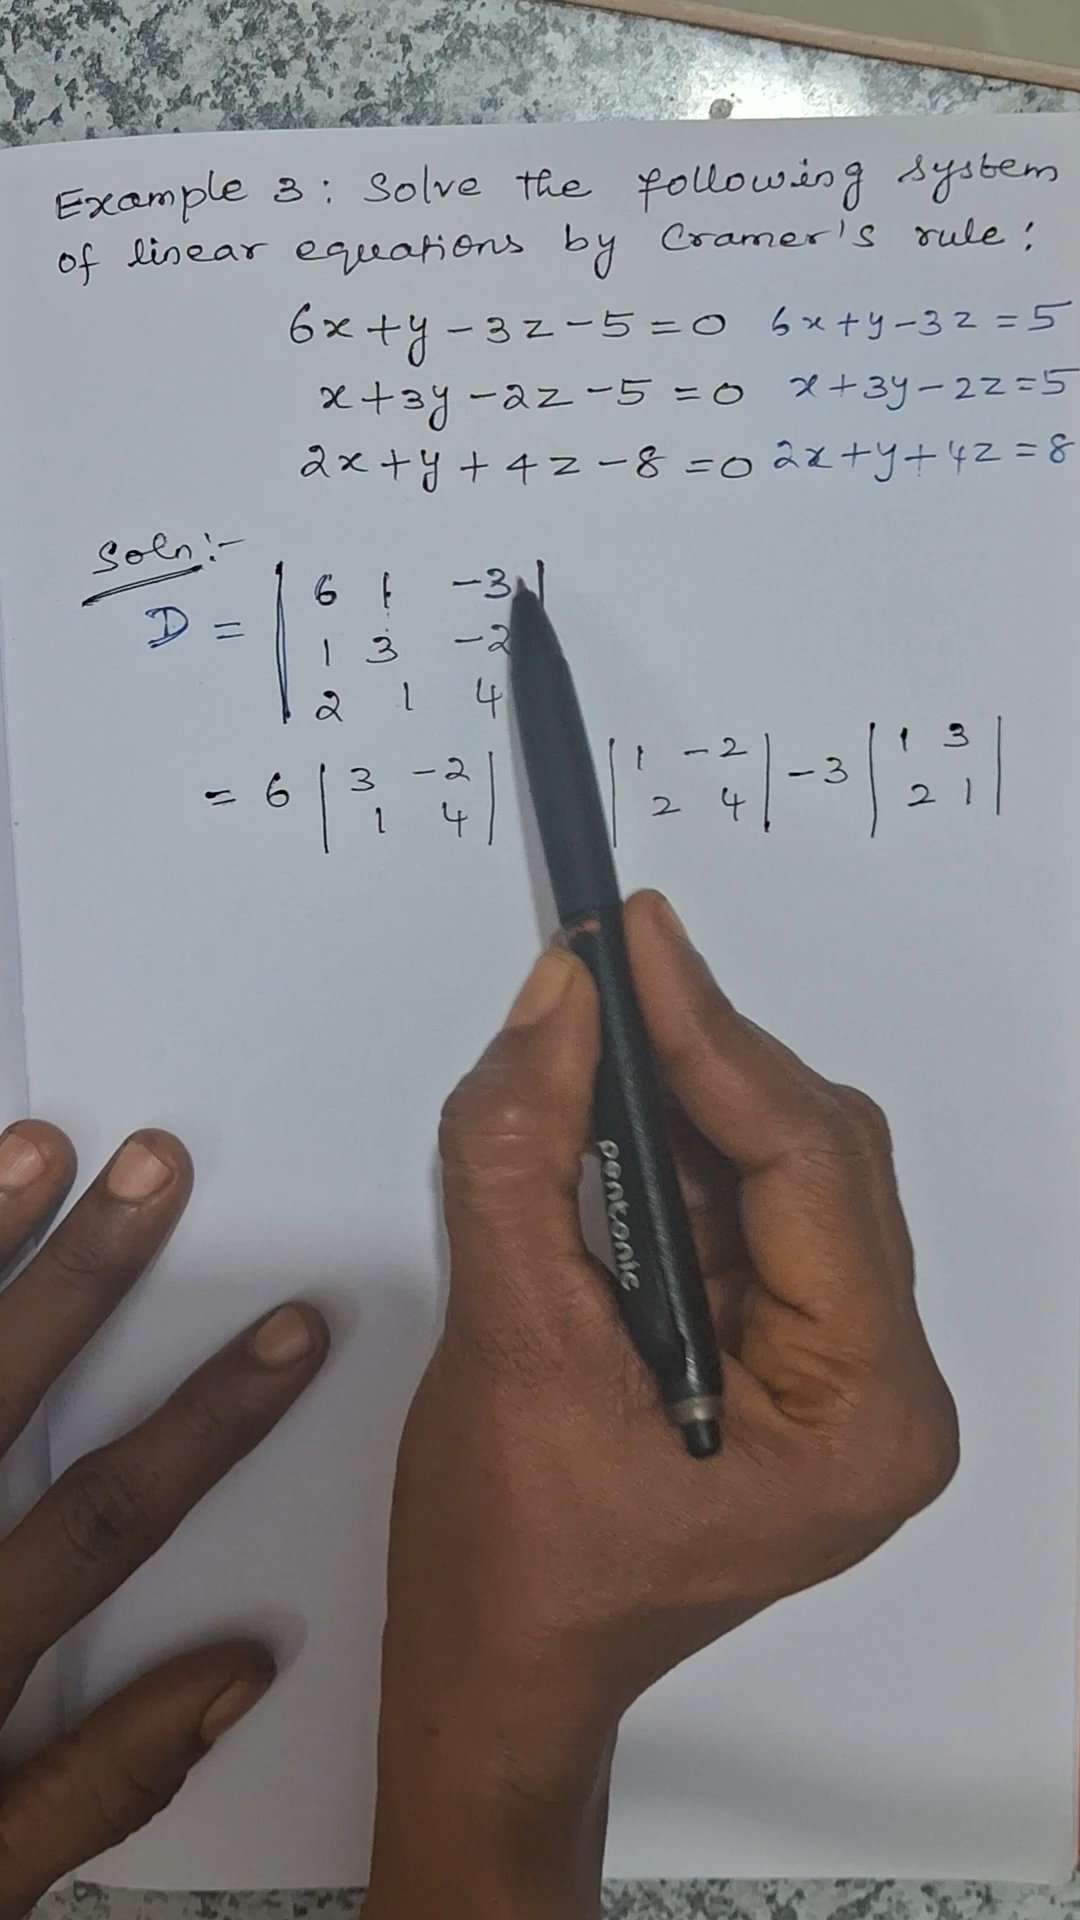 Example 3: Solve the following system
of linear equations by Cramer's rule:
6x+y-3z-5=0 6x+y-3z=5
x+3y-2z-5=0 x+3y-2z=5
2x+y+4z-8=0 2x+y+4z=8
Soln:-
D = | 6 1 -3 |
1 3 -2
2 1 4
= 6 | 3 -2 | | 1 -2 | -3 | 1 3 |
1 4 2 4 2 1
pentonic